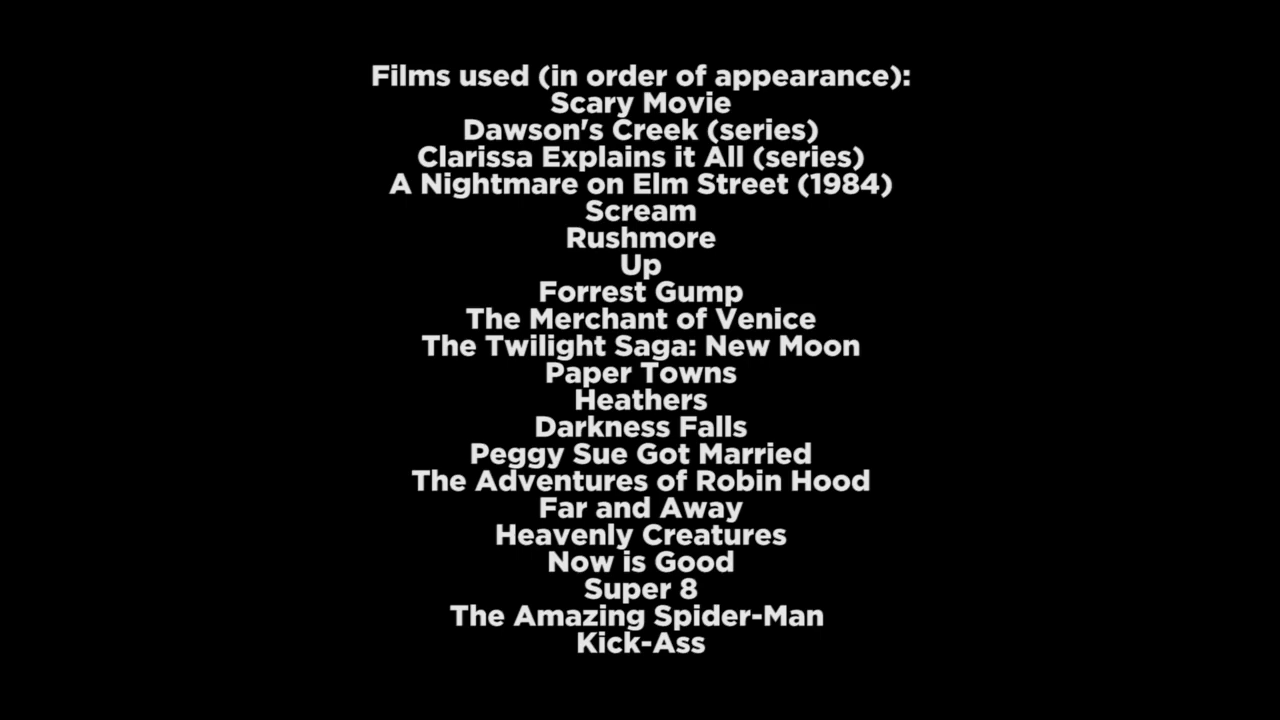 Films used (in order of appearance):
Scary Movie
Dawson's Creek (series)
Clarissa Explains it All (series)
A Nightmare on Elm Street (1984)
Scream
Rushmore
Up
Forrest Gump
The Merchant of Venice
The Twilight Saga: New Moon
Paper Towns
Heathers
Darkness Falls
Peggy Sue Got Married
The Adventures of Robin Hood
Far and Away
Heavenly Creatures
Now is Good
Super 8
The Amazing Spider-Man
Kick-Ass